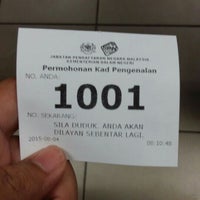 JABATAN PENDAFTARAN NEGARA MALAYSIA
KEMENTERIAN DALAM NEGERI
Permohonan Kad Pengenalan
NO. ANDA:
1001
NO. SEKARANG:
SILA DUDUK. ANDA AKAN
DILAYAN SEBENTAR LAGI.
2015-06-04 08:10:48